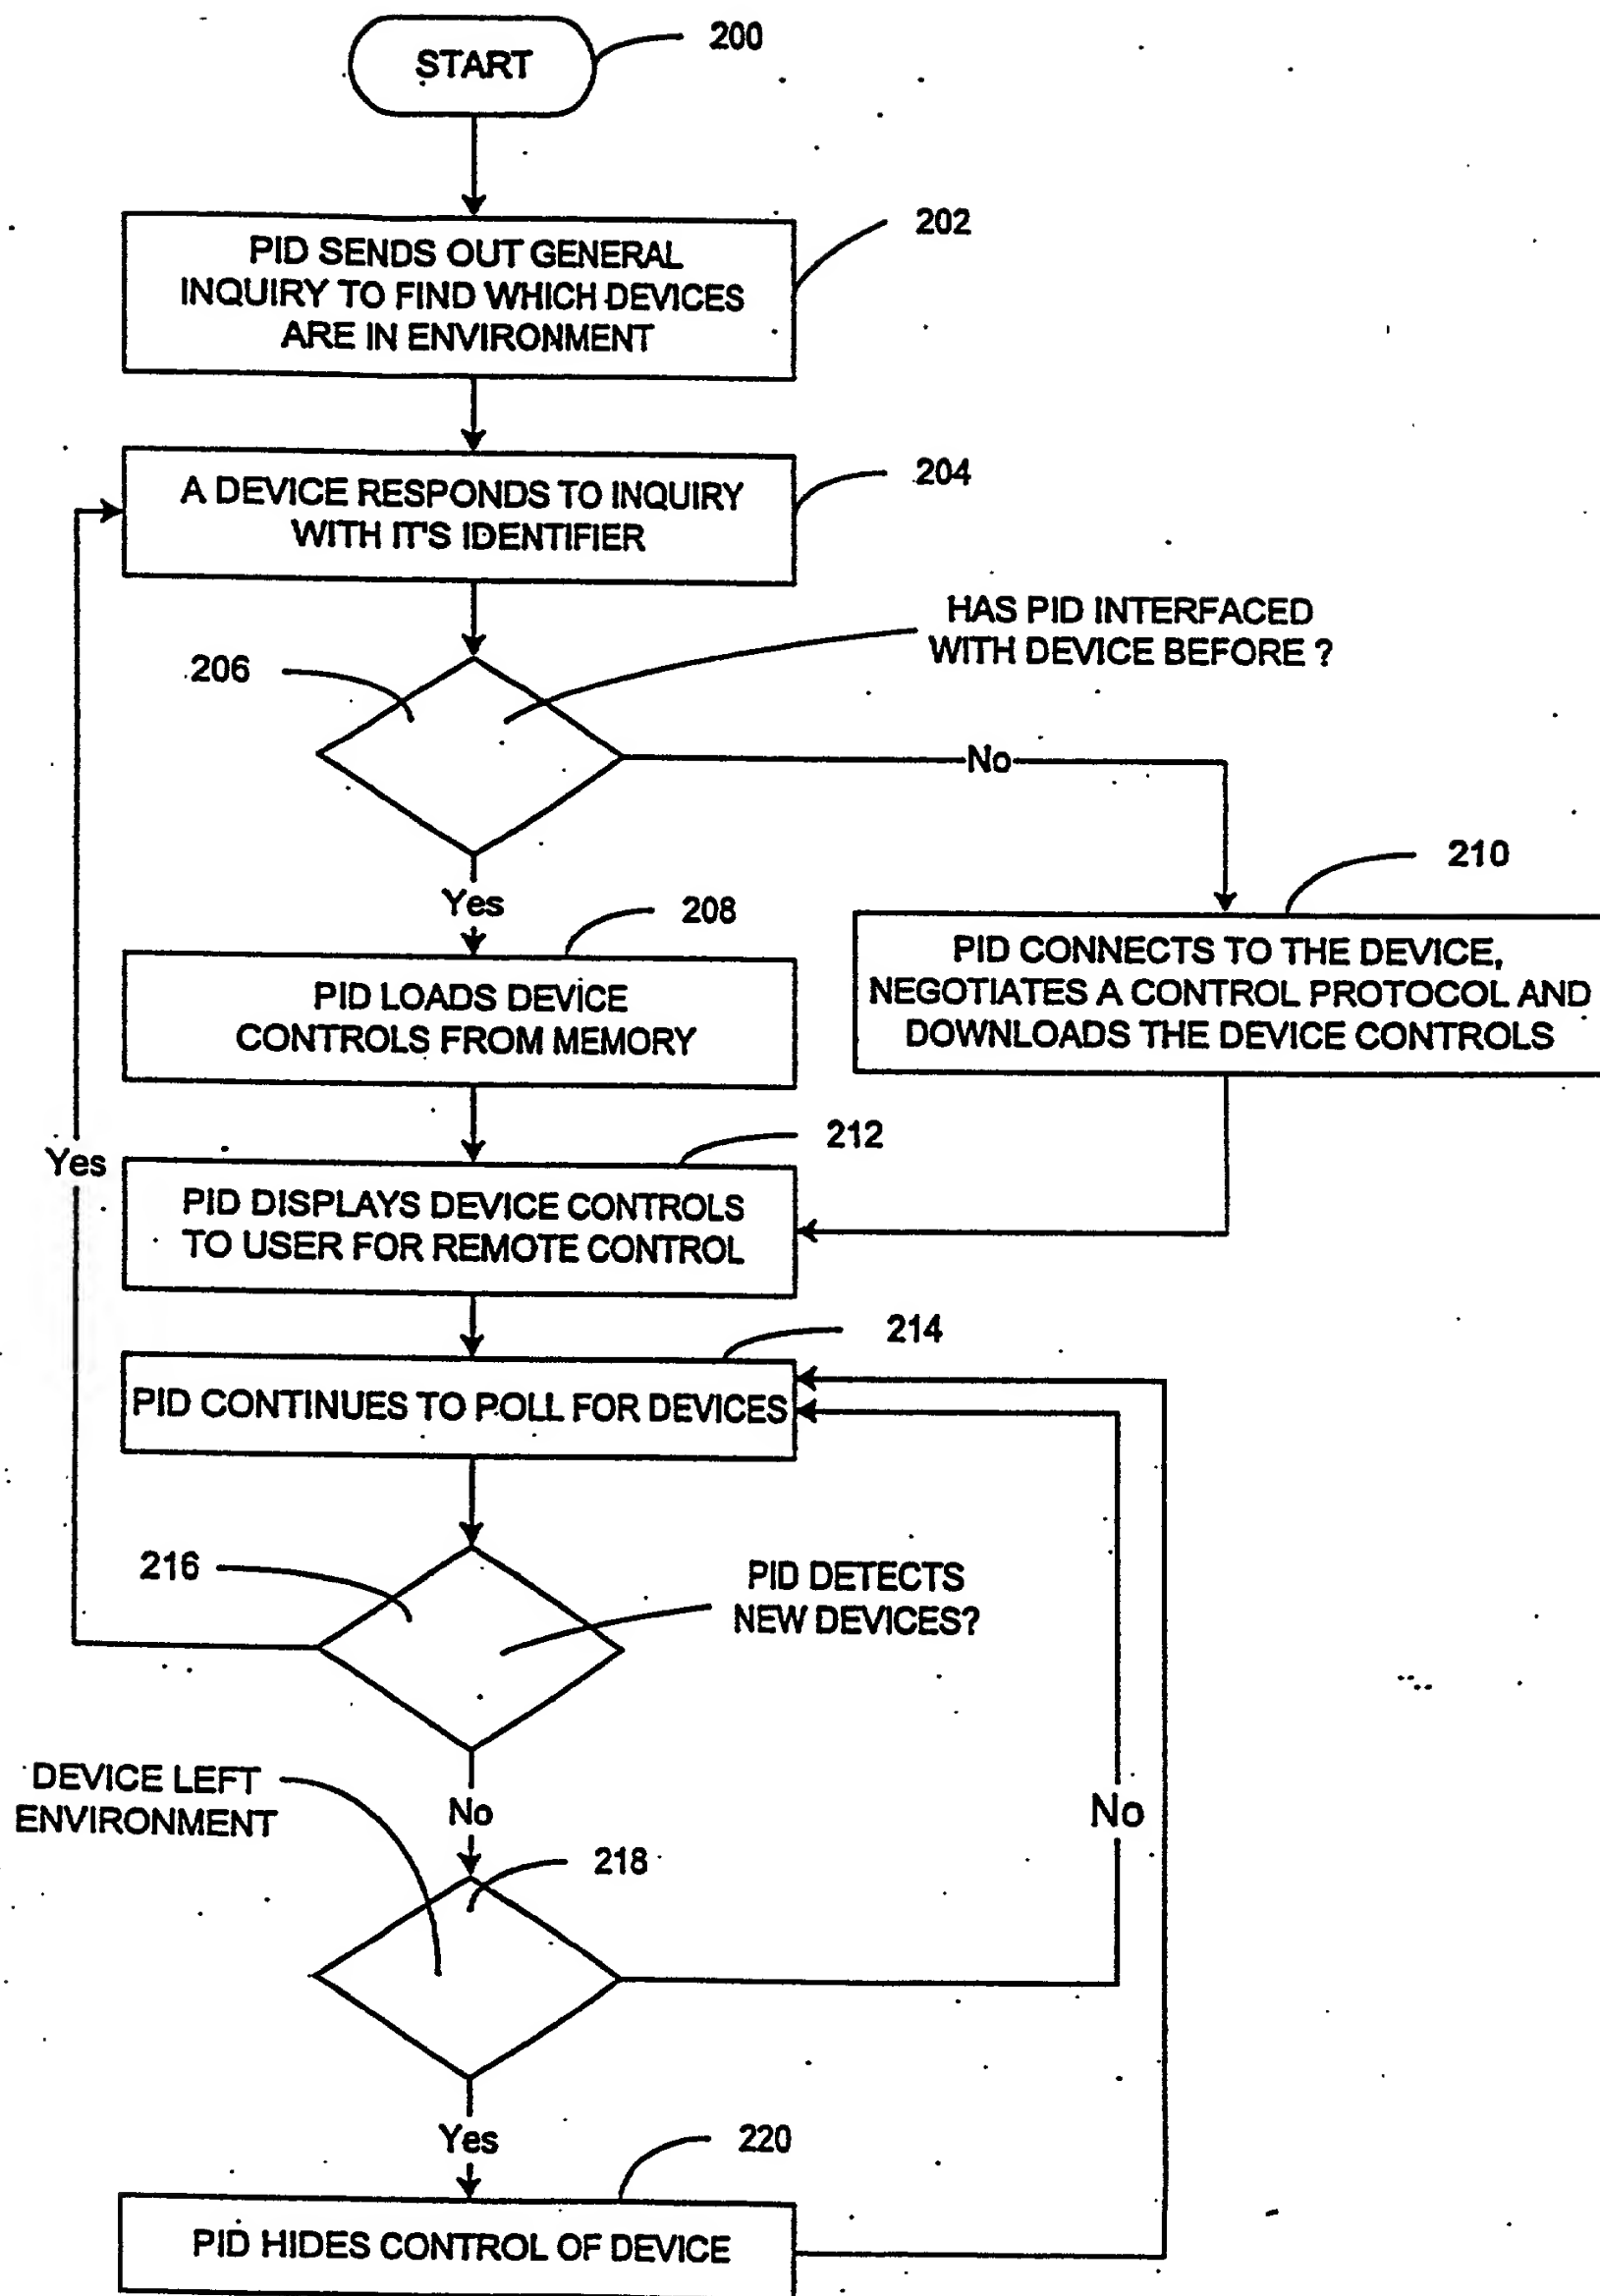 START
200
202
PID SENDS OUT GENERAL
INQUIRY TO FIND WHICH DEVICES
ARE IN ENVIRONMENT
204
A DEVICE RESPONDS TO INQUIRY
WITH IT'S IDENTIFIER
HAS PID INTERFACED
WITH DEVICE BEFORE ?
206
No
Yes
208
210
PID LOADS DEVICE
CONTROLS FROM MEMORY
PID CONNECTS TO THE DEVICE,
NEGOTIATES A CONTROL PROTOCOL AND
DOWNLOADS THE DEVICE CONTROLS
212
Yes
PID DISPLAYS DEVICE CONTROLS
TO USER FOR REMOTE CONTROL
214
PID CONTINUES TO POLL FOR DEVICES
216
PID DETECTS
NEW DEVICES?
DEVICE LEFT
ENVIRONMENT
No
No
218
Yes
220
PID HIDES CONTROL OF DEVICE